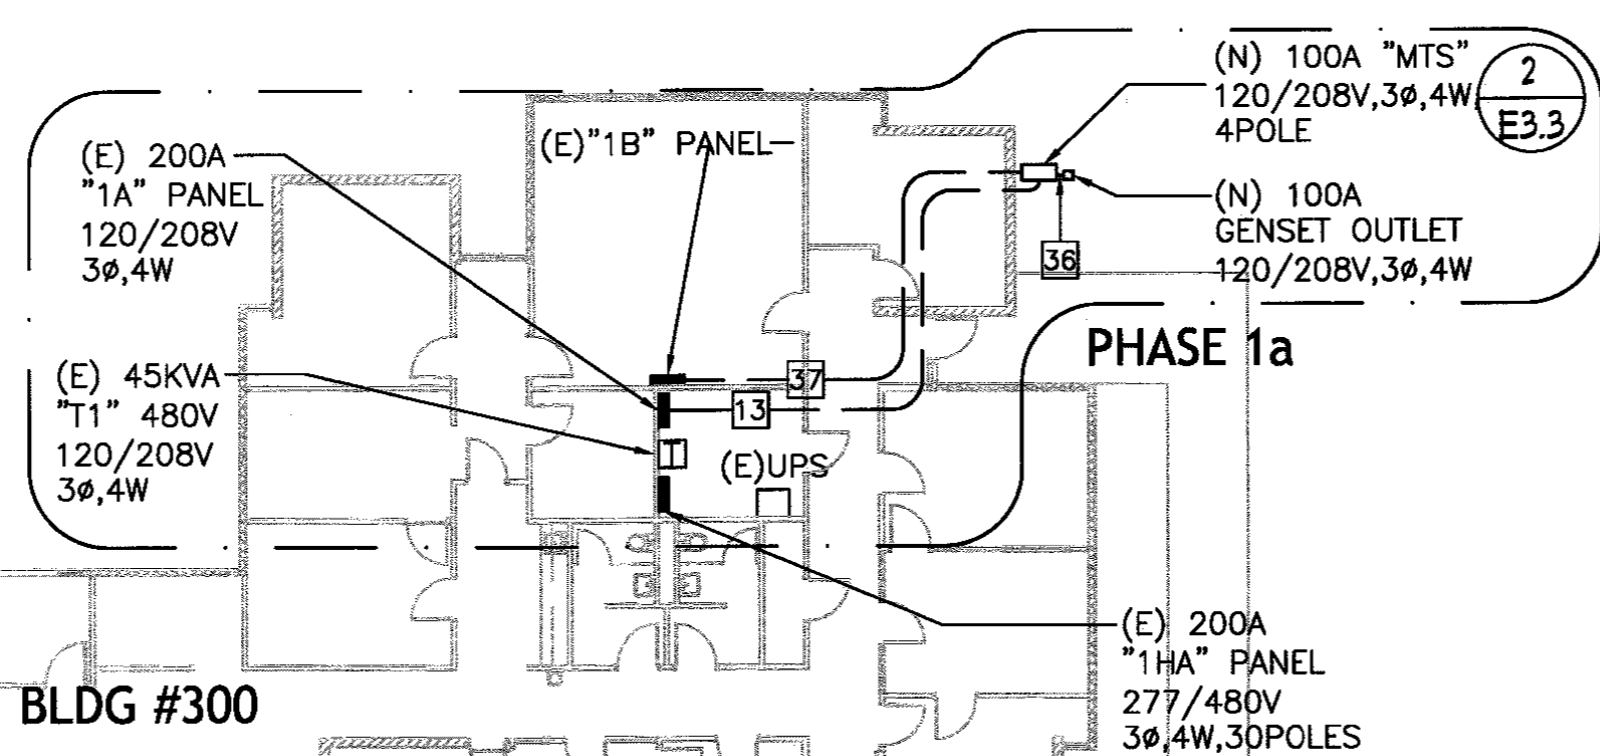 (N) 100A "MTS"
120/208V,3ø,4W
4POLE
2
E3.3
(E) 200A
"1A" PANEL
120/208V
3ø,4W
(E)"1B" PANEL
(N) 100A
GENSET OUTLET
120/208V,3ø,4W
36
PHASE 1a
(E) 45KVA
"T1" 480V
120/208V
3ø,4W
37
13
T
(E)UPS
(E) 200A
"1HA" PANEL
277/480V
3ø,4W,30POLES
BLDG #300